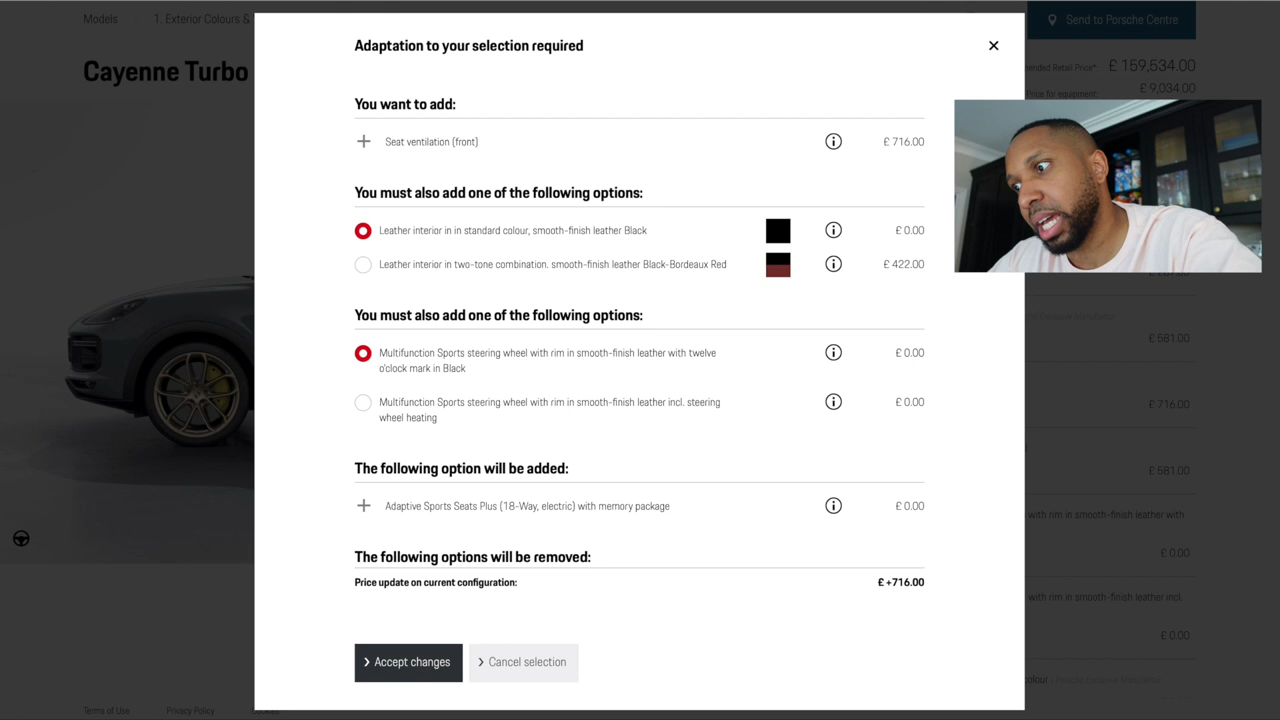 Models
1. Exterior Colours &
Send to Porsche Centre
Cayenne Turbo
ended Retail Price*: £ 159,534.00
Price for equipment: £ 9,034.00
Adaptation to your selection required
You want to add:
Seat ventilation (front) £ 716.00
You must also add one of the following options:
Leather interior in in standard colour, smooth-finish leather Black £ 0.00
Leather interior in two-tone combination. smooth-finish leather Black-Bordeaux Red £ 422.00
You must also add one of the following options:
Multifunction Sports steering wheel with rim in smooth-finish leather with twelve £ 0.00
o'clock mark in Black
Multifunction Sports steering wheel with rim in smooth-finish leather incl. steering £ 0.00
wheel heating
The following option will be added:
Adaptive Sports Seats Plus (18-Way, electric) with memory package £ 0.00
The following options will be removed:
Price update on current configuration: £ +716.00
Accept changes
Cancel selection
£ 581.00
£ 716.00
£ 581.00
with rim in smooth-finish leather with
£ 0.00
with rim in smooth-finish leather incl.
£ 0.00
colour
Terms of Use
Privacy Policy